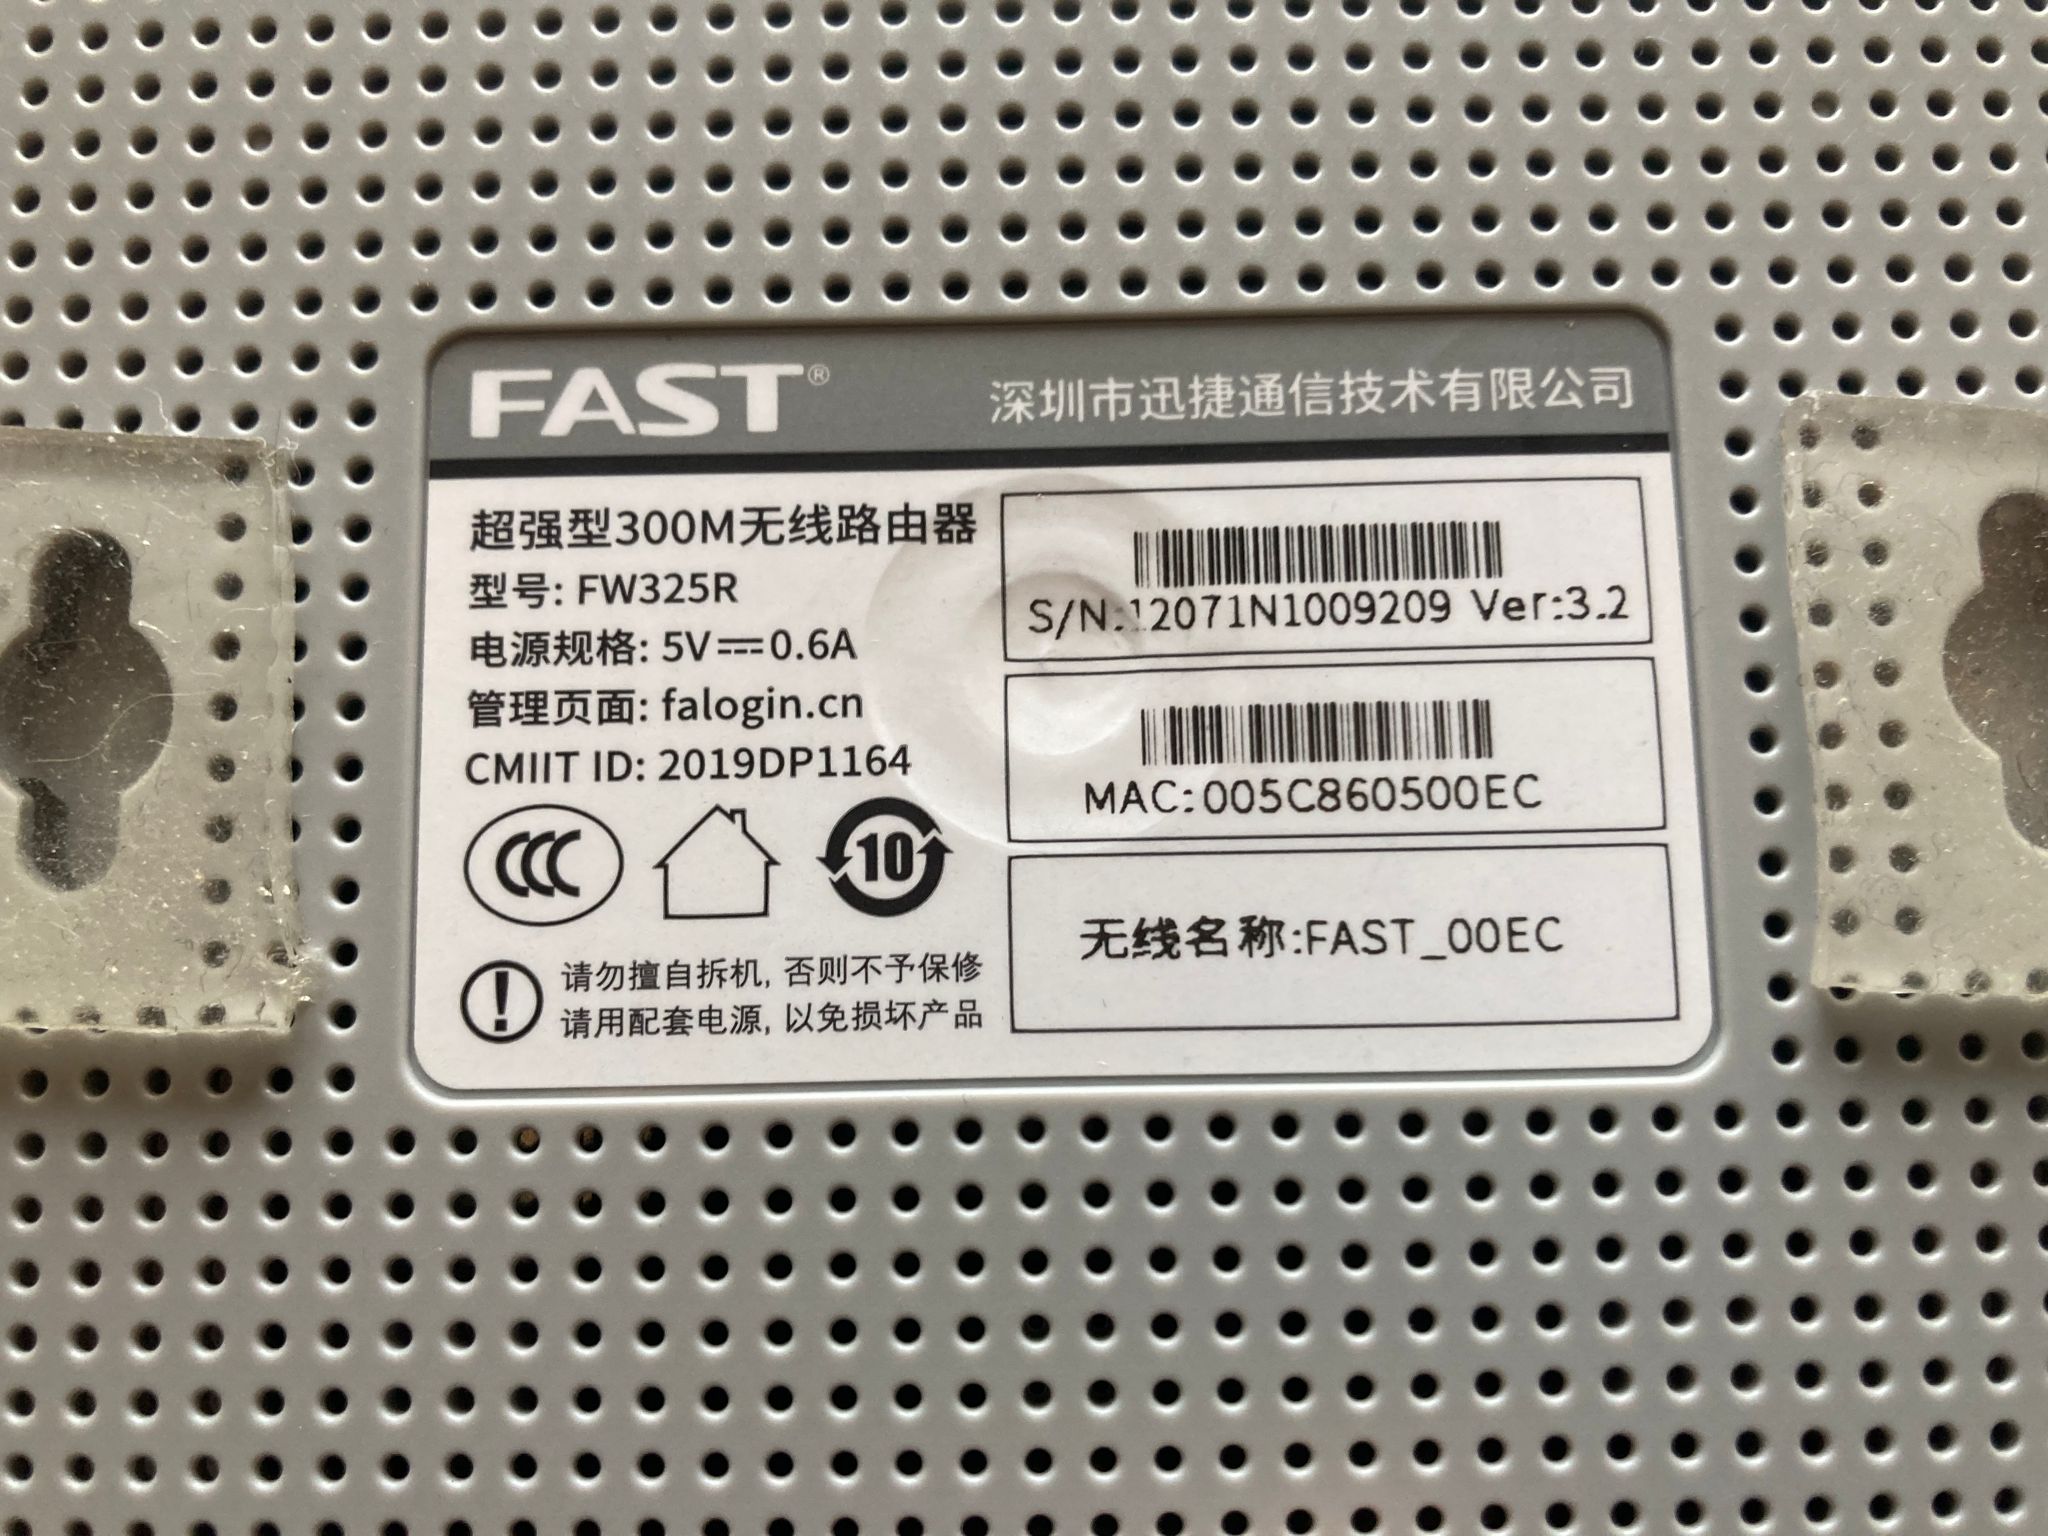 FAST®
深圳市迅捷通信技术有限公司
超强型300M无线路由器
型号: FW325R
电源规格: 5V⎓0.6A
管理页面: falogin.cn
CMIIT ID: 2019DP1164
CCC
10
请勿擅自拆机, 否则不予保修
请用配套电源, 以免损坏产品
S/N:12071N1009209 Ver:3.2
MAC:005C860500EC
无线名称:FAST_00EC